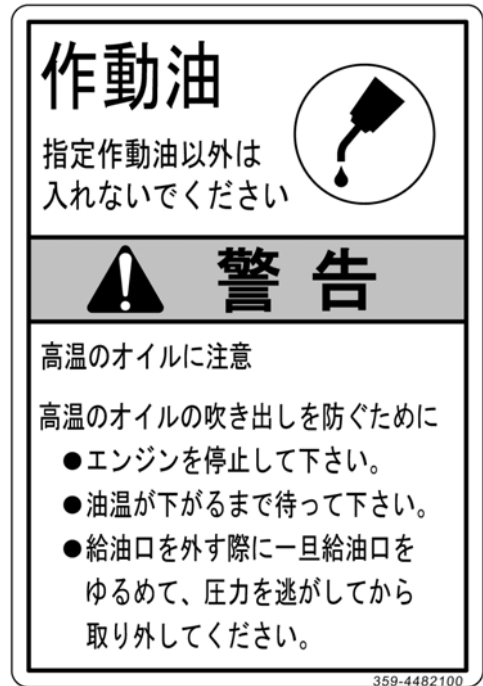 作動油
指定作動油以外は
入れないでください
警告
高温のオイルに注意
高温のオイルの吹き出しを防ぐために
●エンジンを停止して下さい。
●油温が下がるまで待って下さい。
●給油口を外す際に一旦給油口を
ゆるめて、圧力を逃がしてから
取り外してください。
359-4482100